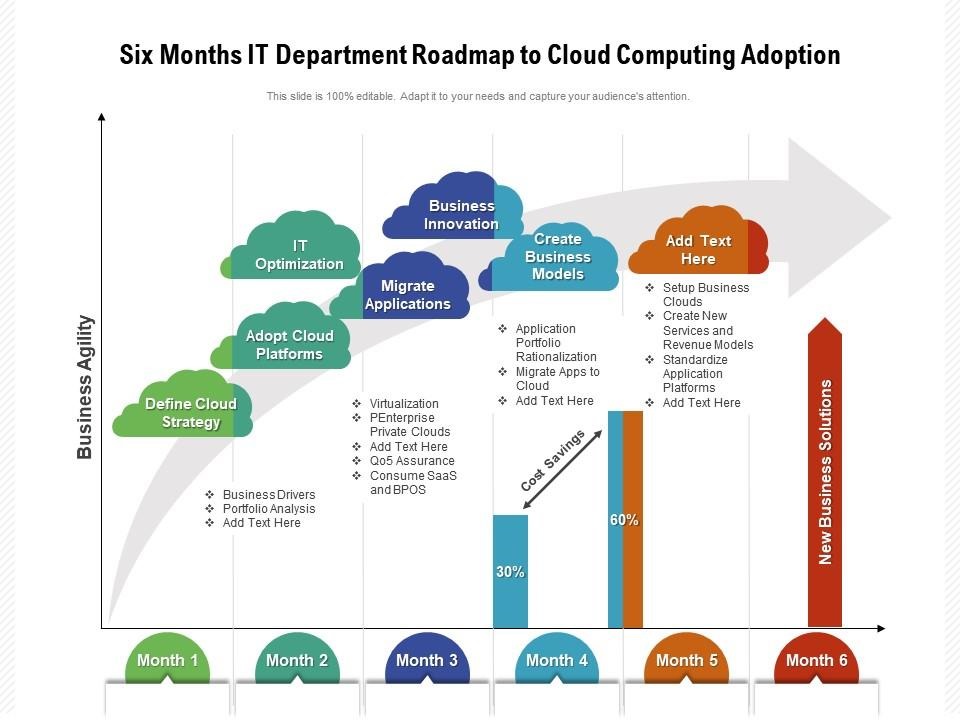 Six Months IT Department Roadmap to Cloud Computing Adoption
This slide is 100% editable. Adapt it to your needs and capture your audience's attention.
Business Agility
Define Cloud
Strategy
Adopt Cloud
Platforms
IT
Optimization
Migrate
Applications
Business
Innovation
Create
Business
Models
Add Text
Here
❖ Business Drivers
❖ Portfolio Analysis
❖ Add Text Here
❖ Virtualization
❖ PEnterprise
Private Clouds
❖ Add Text Here
❖ Qo5 Assurance
❖ Consume SaaS
and BPOS
❖ Application
Portfolio
Rationalization
❖ Migrate Apps to
Cloud
❖ Add Text Here
❖ Setup Business
Clouds
❖ Create New
Services and
Revenue Models
❖ Standardize
Application
Platforms
❖ Add Text Here
Cost Savings
30%
60%
New Business Solutions
Month 1
Month 2
Month 3
Month 4
Month 5
Month 6